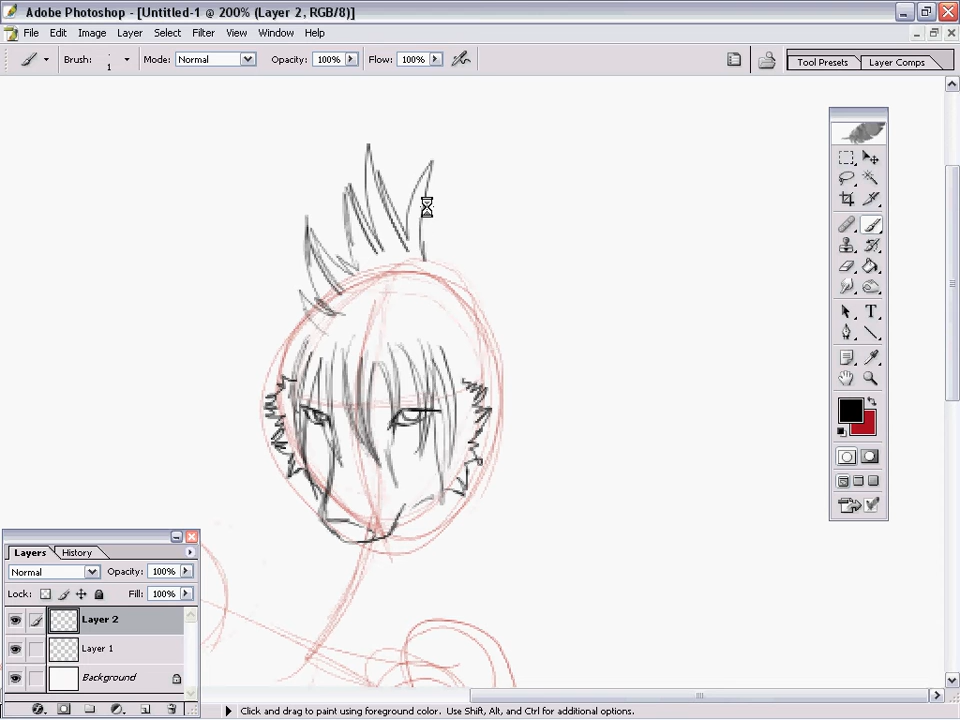 Adobe Photoshop - [Untitled-1 @ 200% (Layer 2, RGB/8)]
File Edit Image Layer Select Filter View Window Help
Brush: 1 Mode: Normal Opacity: 100% Flow: 100% Tool Presets Layer Comps
T
Layers History
Normal Opacity: 100%
Lock: Fill: 100%
Layer 2
Layer 1
Background
Click and drag to paint using foreground color. Use Shift, Alt, and Ctrl for additional options.